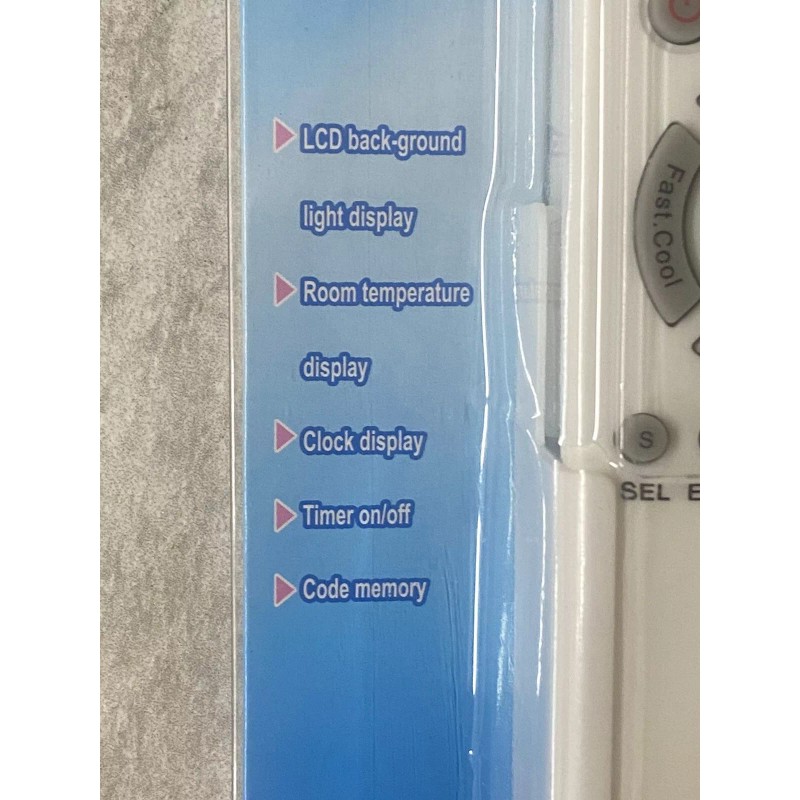 LCD back-ground
light display
Room temperature
display
Clock display
Timer on/off
Code memory
Fast.Cool
S
SEL E